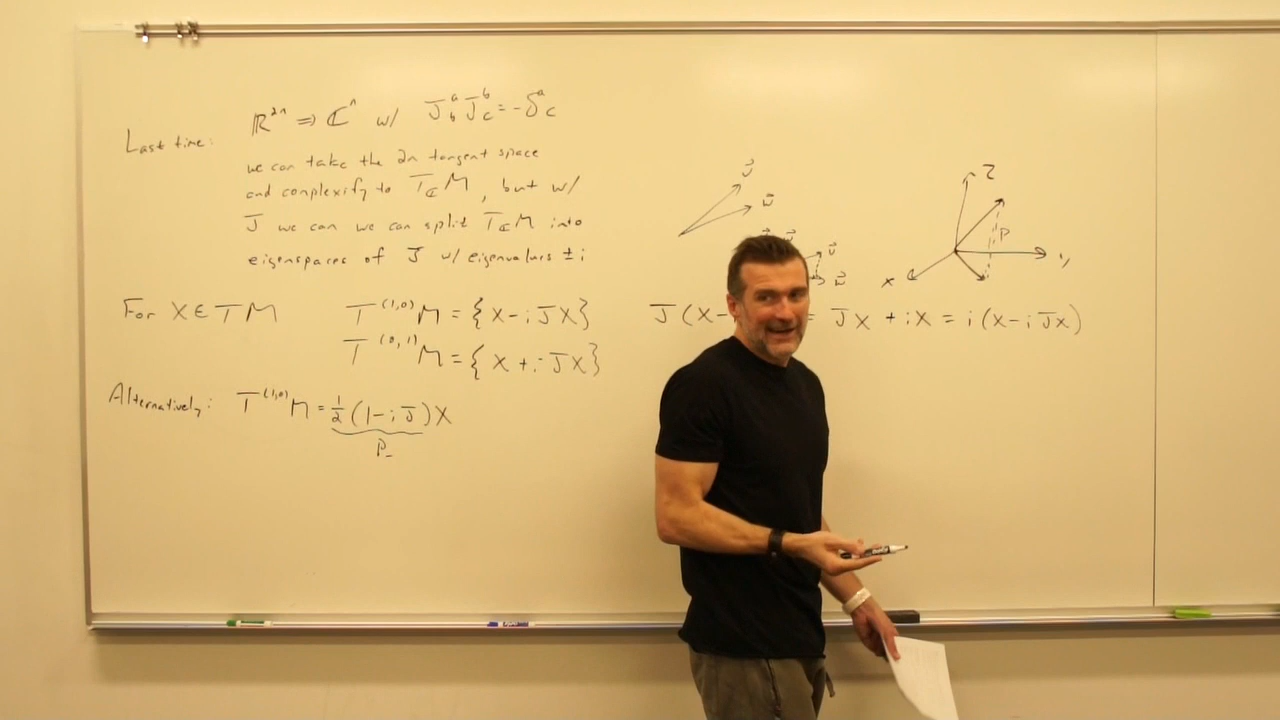 Last time: ℝ²ⁿ ⇒ ℂⁿ w/ J^a_b J^b_c = -δ^a_c
we can take the 2n tangent space
and complexify to T_ℂM, but w/
J we can we can split T_ℂM into
eigenspaces of J w/ eigenvalues ±i
For X ∈ TM T^(1,0)M = {X - iJX}
T^(0,1)M = {X + iJX}
Alternatively: T^(1,0)M = ½(1 - iJ)X
P_-
v⃗
w⃗
v⃗
w⃗
z
P
x
y
J(X- = JX + iX = i(X - iJX)